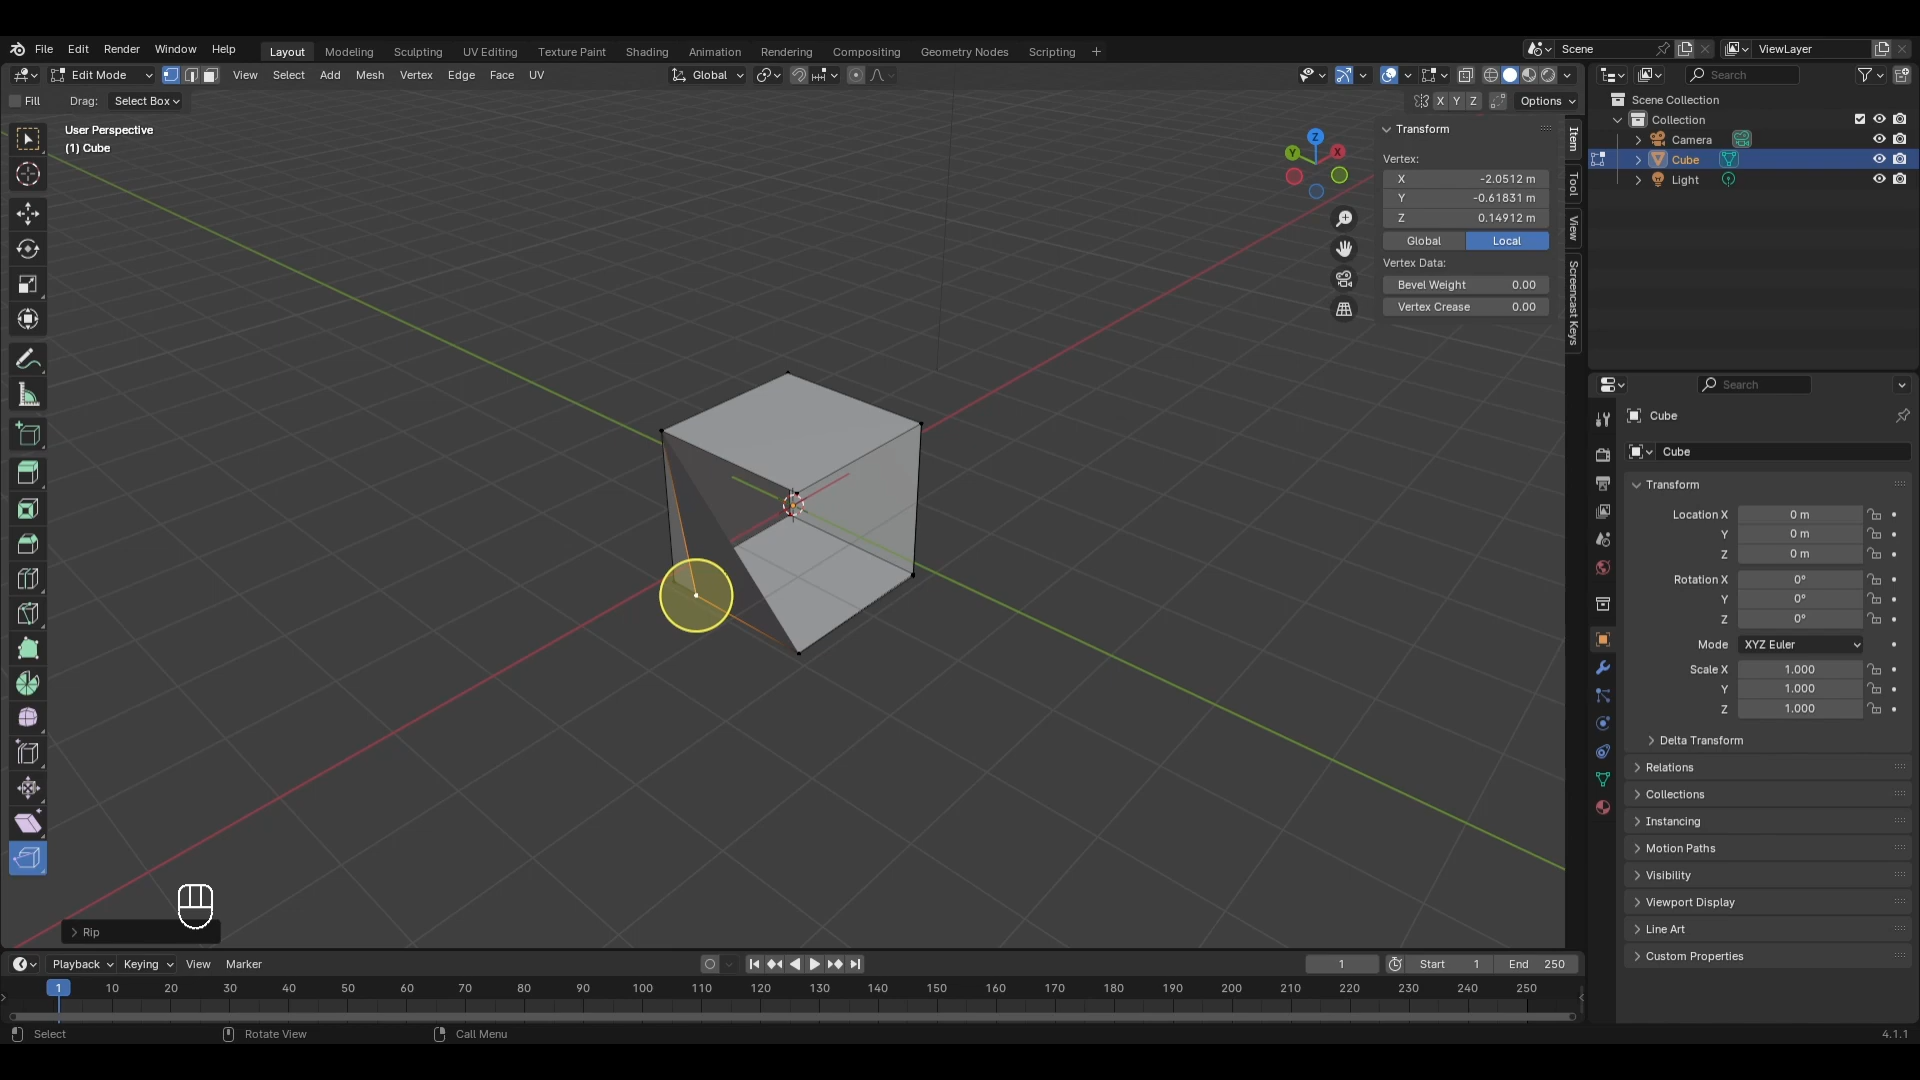 File Edit Render Window Help Layout Modeling Sculpting UV Editing Texture Paint Shading Animation Rendering Compositing Geometry Nodes Scripting + Scene ViewLayer
Edit Mode View Select Add Mesh Vertex Edge Face UV Global Search
Fill Drag: Select Box X Y Z Options
Scene Collection
Collection
Camera
Cube
Light
User Perspective
(1) Cube
Z
Y
X
Transform
Vertex:
X -2.0512 m
Y -0.61831 m
Z 0.14912 m
Global Local
Vertex Data:
Bevel Weight 0.00
Vertex Crease 0.00
Item
Tool
View
Screencast Keys
Search
Cube
Cube
Transform
Location X 0 m
Y 0 m
Z 0 m
Rotation X 0°
Y 0°
Z 0°
Mode XYZ Euler
Scale X 1.000
Y 1.000
Z 1.000
Delta Transform
Relations
Collections
Instancing
Motion Paths
Visibility
Viewport Display
Line Art
Custom Properties
Rip
Playback Keying View Marker 1 Start 1 End 250
1 10 20 30 40 50 60 70 80 90 100 110 120 130 140 150 160 170 180 190 200 210 220 230 240 250
Select Rotate View Call Menu 4.1.1